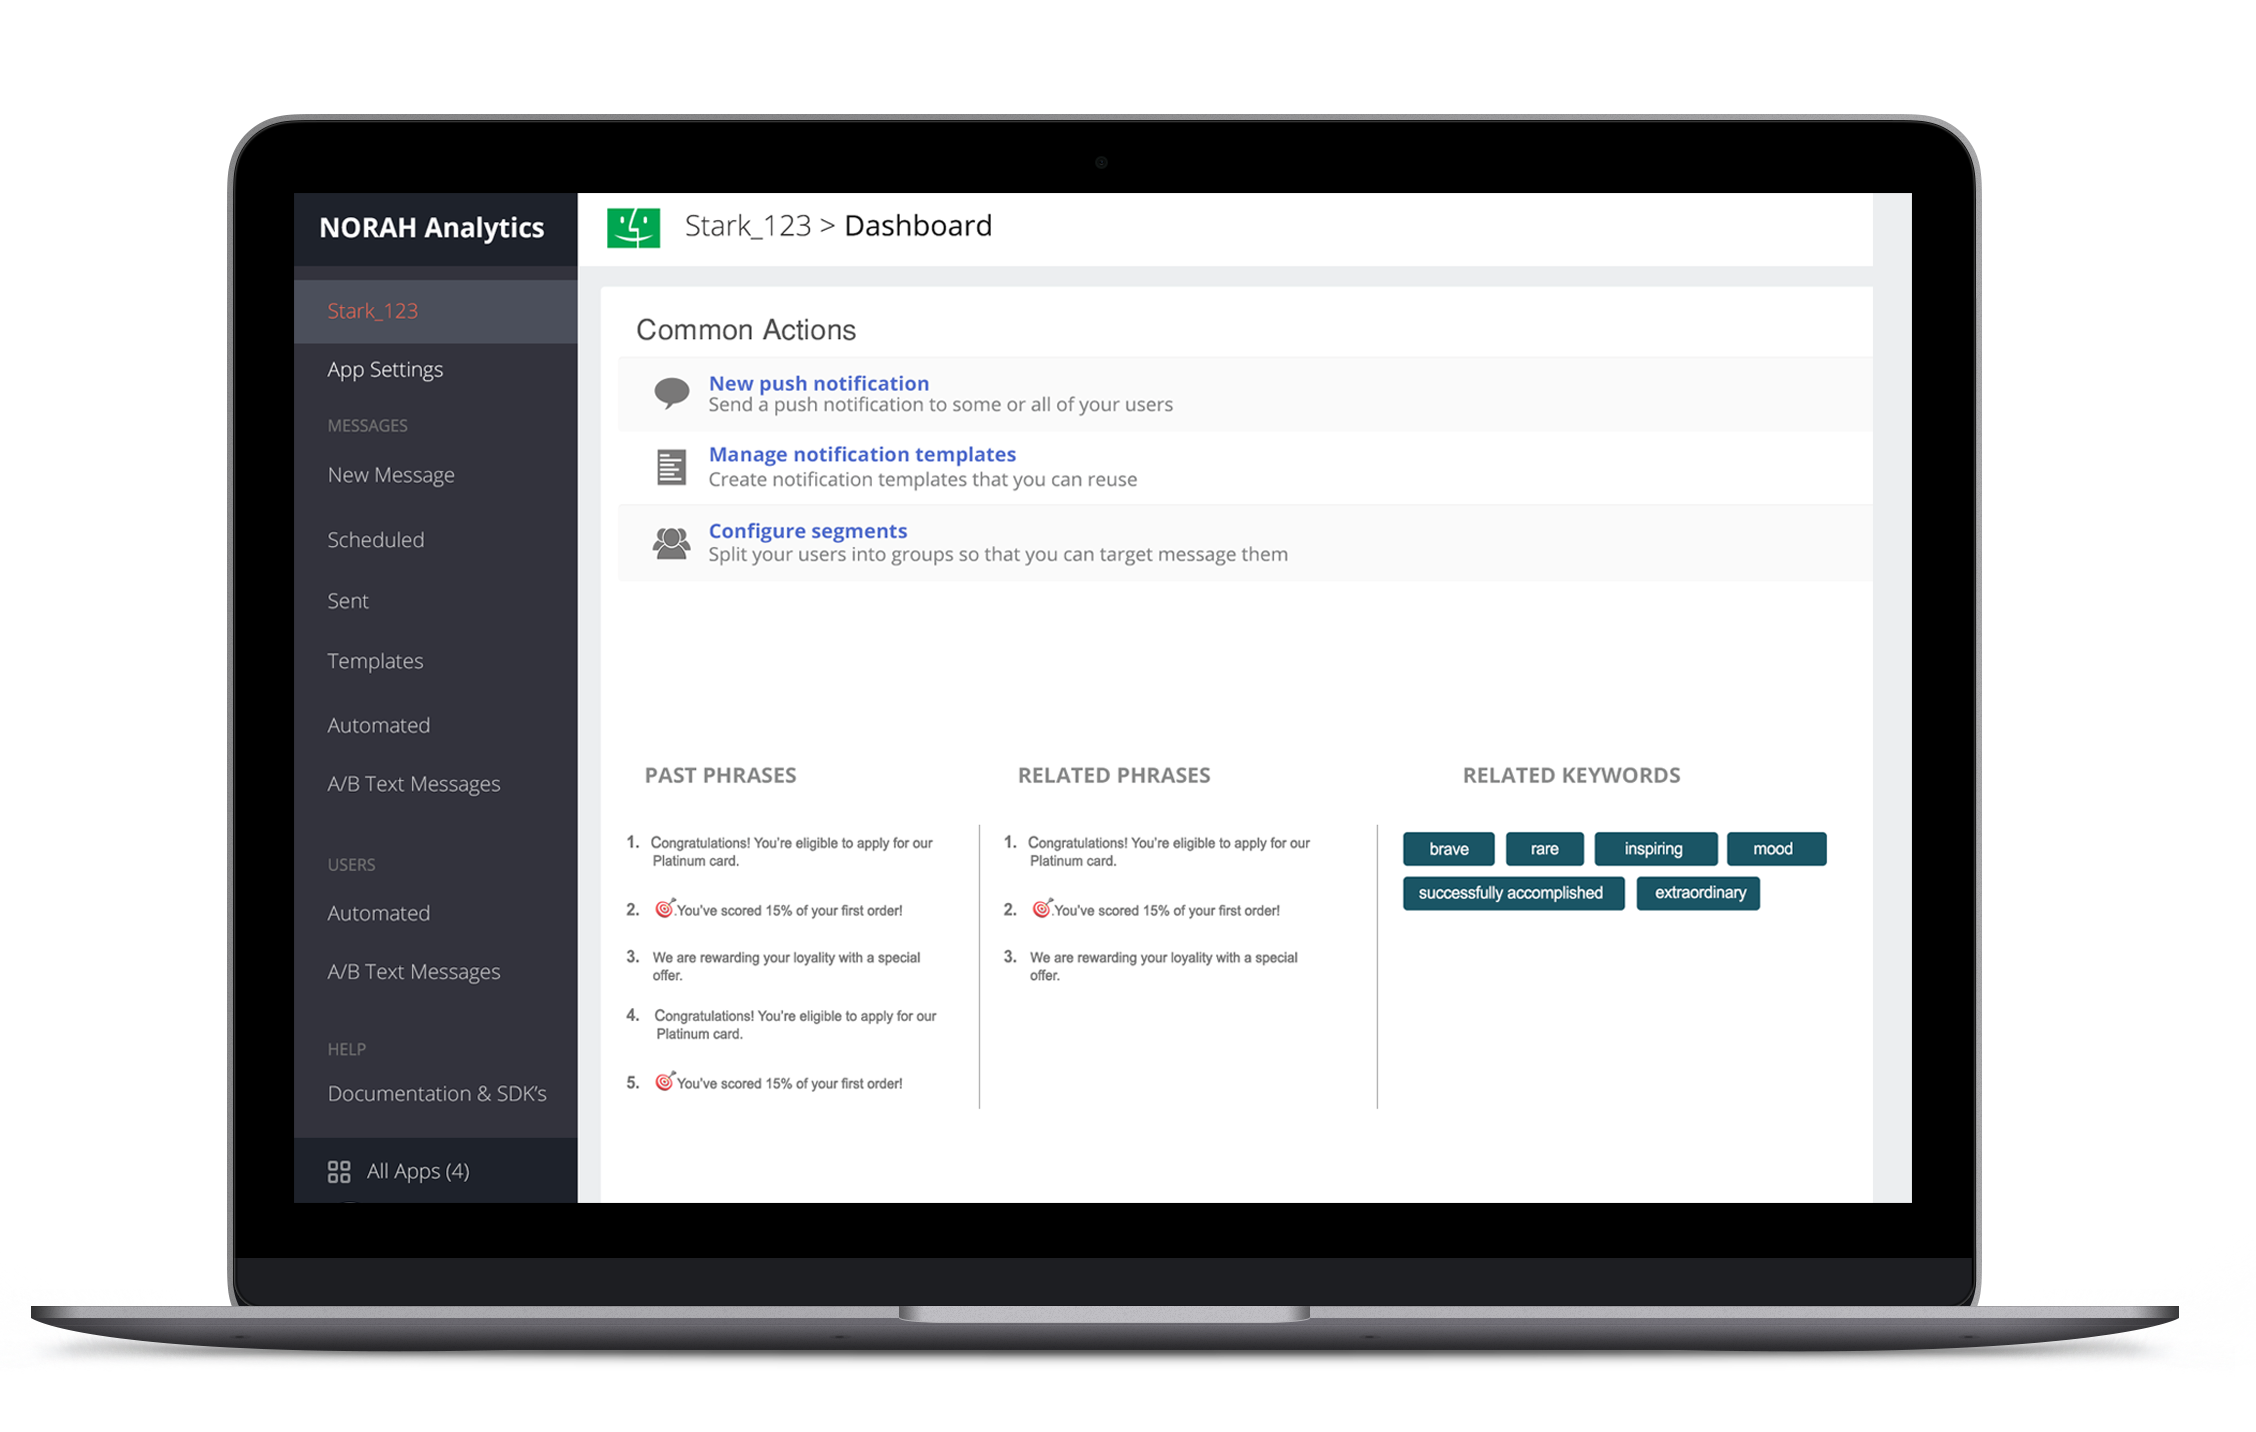 NORAH Analytics
Stark_123
App Settings
MESSAGES
New Message
Scheduled
Sent
Templates
Automated
A/B Text Messages
USERS
Automated
A/B Text Messages
HELP
Documentation & SDK's
All Apps (4)
Stark_123 > Dashboard
Common Actions
New push notification
Send a push notification to some or all of your users
Manage notification templates
Create notification templates that you can reuse
Configure segments
Split your users into groups so that you can target message them
PAST PHRASES
1. Congratulations! You're eligible to apply for our
Platinum card.
2. 🎯.You've scored 15% of your first order!
3. We are rewarding your loyality with a special
offer.
4. Congratulations! You're eligible to apply for our
Platinum card.
5. 🎯You've scored 15% of your first order!
RELATED PHRASES
1. Congratulations! You're eligible to apply for our
Platinum card.
2. 🎯.You've scored 15% of your first order!
3. We are rewarding your loyality with a special
offer.
RELATED KEYWORDS
brave rare inspiring mood
successfully accomplished extraordinary